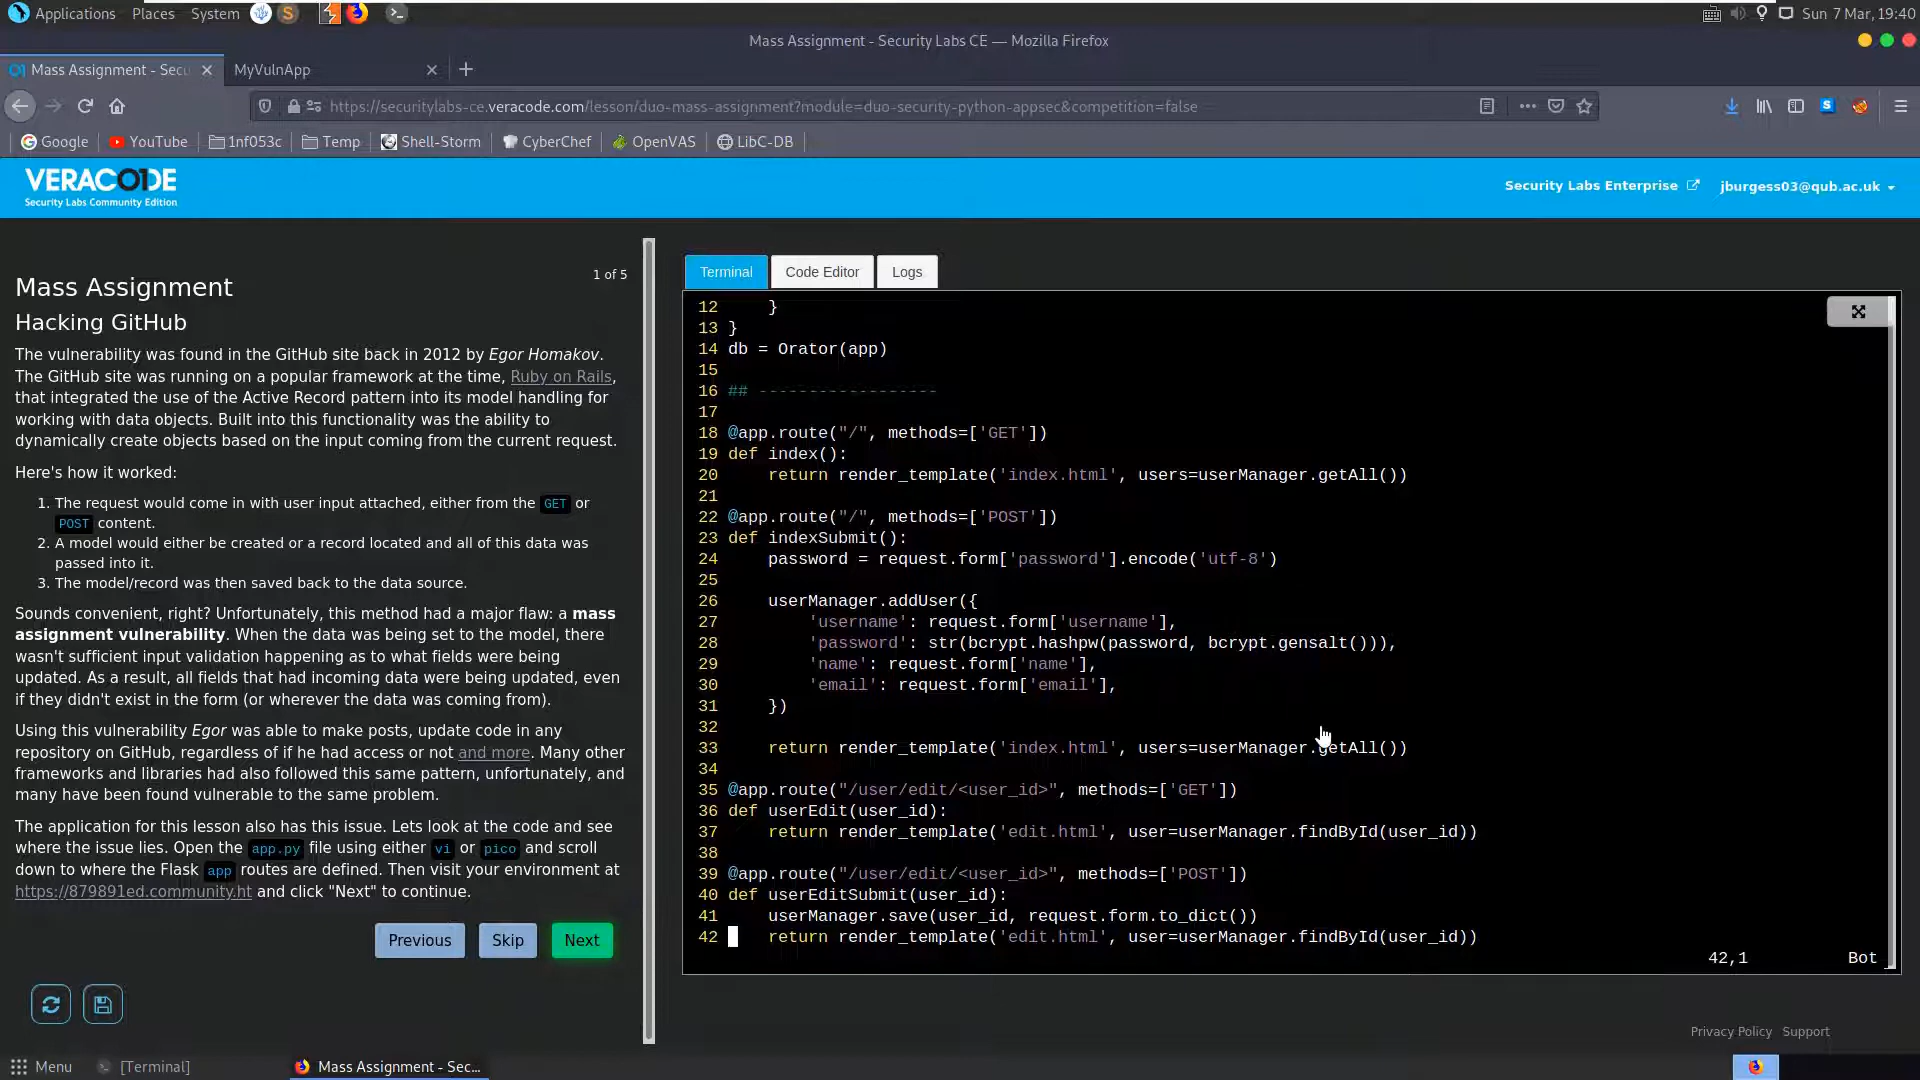 Applications Places System
Sun 7 Mar, 19:40
Mass Assignment - Security Labs CE — Mozilla Firefox
Mass Assignment - Secu
MyVulnApp
https://securitylabs-ce.veracode.com/lesson/duo-mass-assignment?module=duo-security-python-appsec&competition=false
Google YouTube 1nf053c Temp Shell-Storm CyberChef OpenVAS LibC-DB
VERACODE
Security Labs Community Edition
Security Labs Enterprise
jburgess03@qub.ac.uk
1 of 5
Mass Assignment
Hacking GitHub
The vulnerability was found in the GitHub site back in 2012 by Egor Homakov.
The GitHub site was running on a popular framework at the time, Ruby on Rails,
that integrated the use of the Active Record pattern into its model handling for
working with data objects. Built into this functionality was the ability to
dynamically create objects based on the input coming from the current request.
Here's how it worked:
1. The request would come in with user input attached, either from the GET or
POST content.
2. A model would either be created or a record located and all of this data was
passed into it.
3. The model/record was then saved back to the data source.
Sounds convenient, right? Unfortunately, this method had a major flaw: a mass
assignment vulnerability. When the data was being set to the model, there
wasn't sufficient input validation happening as to what fields were being
updated. As a result, all fields that had incoming data were being updated, even
if they didn't exist in the form (or wherever the data was coming from).
Using this vulnerability Egor was able to make posts, update code in any
repository on GitHub, regardless of if he had access or not and more. Many other
frameworks and libraries had also followed this same pattern, unfortunately, and
many have been found vulnerable to the same problem.
The application for this lesson also has this issue. Lets look at the code and see
where the issue lies. Open the app.py file using either vi or pico and scroll
down to where the Flask app routes are defined. Then visit your environment at
https://879891ed.community.ht and click "Next" to continue.
Previous Skip Next
Terminal Code Editor Logs
12     }
13 }
14 db = Orator(app)
15
16 ## ------------------
17
18 @app.route("/", methods=['GET'])
19 def index():
20     return render_template('index.html', users=userManager.getAll())
21
22 @app.route("/", methods=['POST'])
23 def indexSubmit():
24     password = request.form['password'].encode('utf-8')
25
26     userManager.addUser({
27         'username': request.form['username'],
28         'password': str(bcrypt.hashpw(password, bcrypt.gensalt())),
29         'name': request.form['name'],
30         'email': request.form['email'],
31     })
32
33     return render_template('index.html', users=userManager.getAll())
34
35 @app.route("/user/edit/<user_id>", methods=['GET'])
36 def userEdit(user_id):
37     return render_template('edit.html', user=userManager.findById(user_id))
38
39 @app.route("/user/edit/<user_id>", methods=['POST'])
40 def userEditSubmit(user_id):
41     userManager.save(user_id, request.form.to_dict())
42     return render_template('edit.html', user=userManager.findById(user_id))
42,1 Bot
Privacy Policy Support
Menu [Terminal] Mass Assignment - Sec...